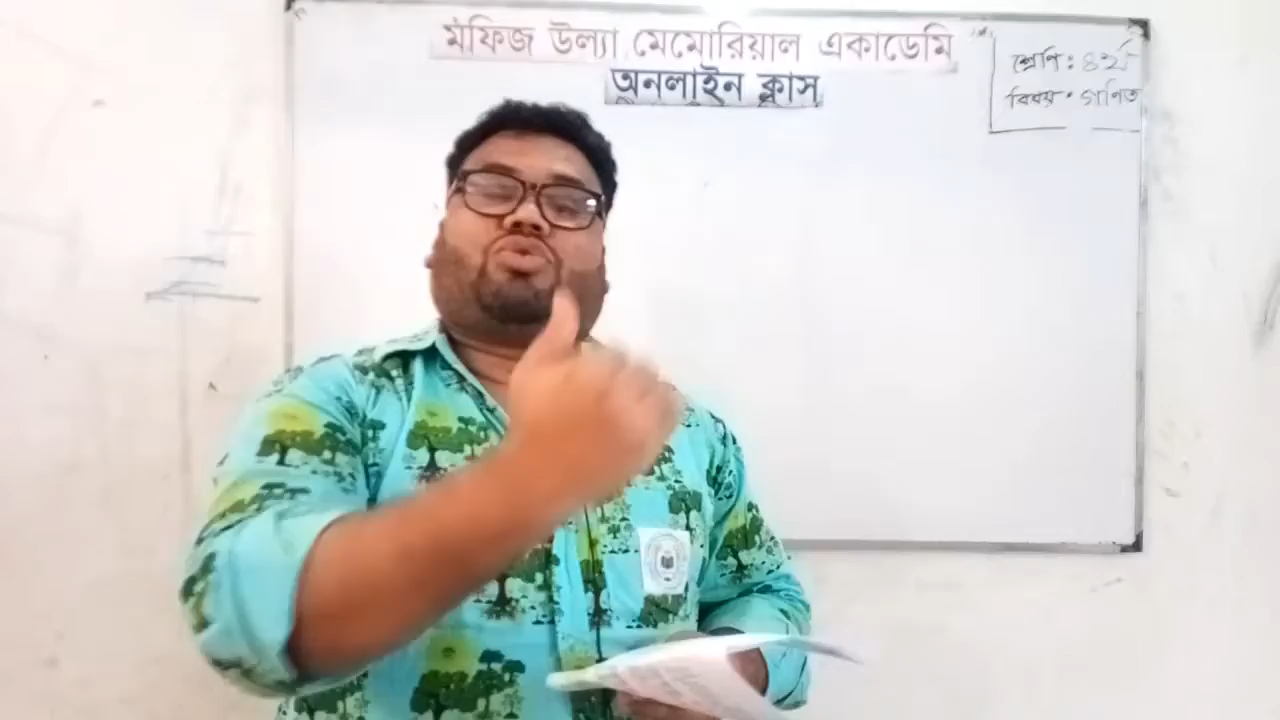 মফিজ উল্যা মেমোরিয়াল একাডেমি
অনলাইন ক্লাস
শ্রেণি: ৪র্থ
বিষয়: গণিত